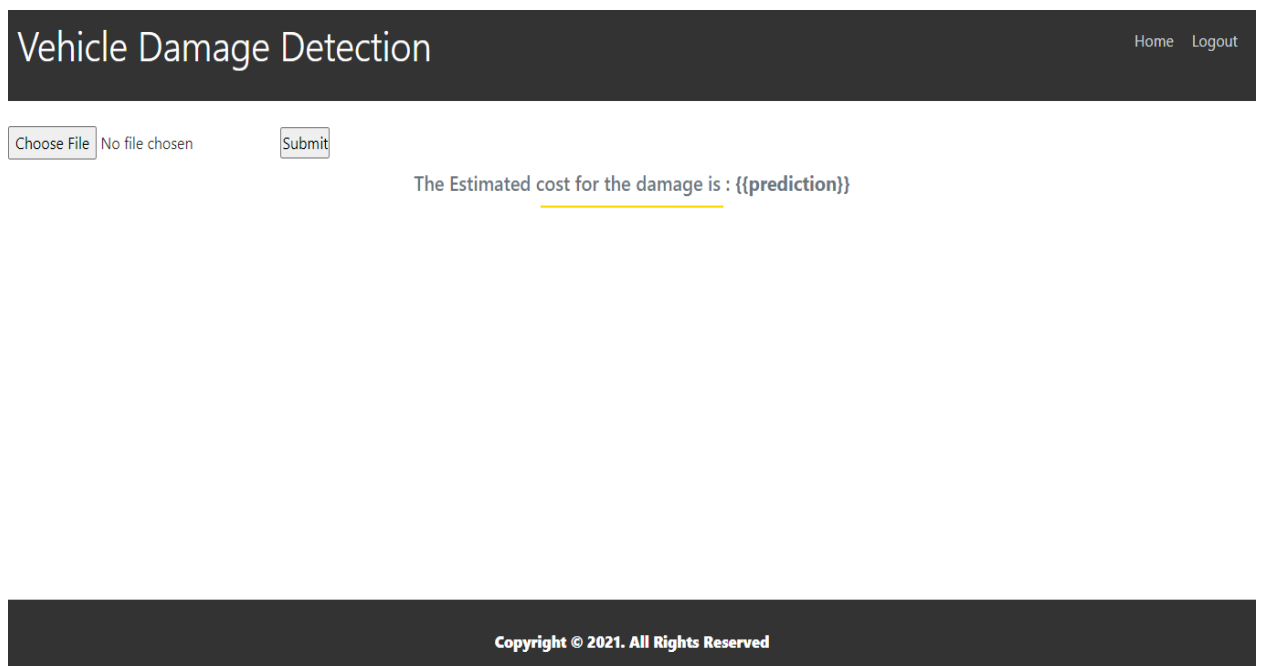 Vehicle Damage Detection
Home Logout
Choose File No file chosen Submit
The Estimated cost for the damage is : {{prediction}}
Copyright © 2021. All Rights Reserved